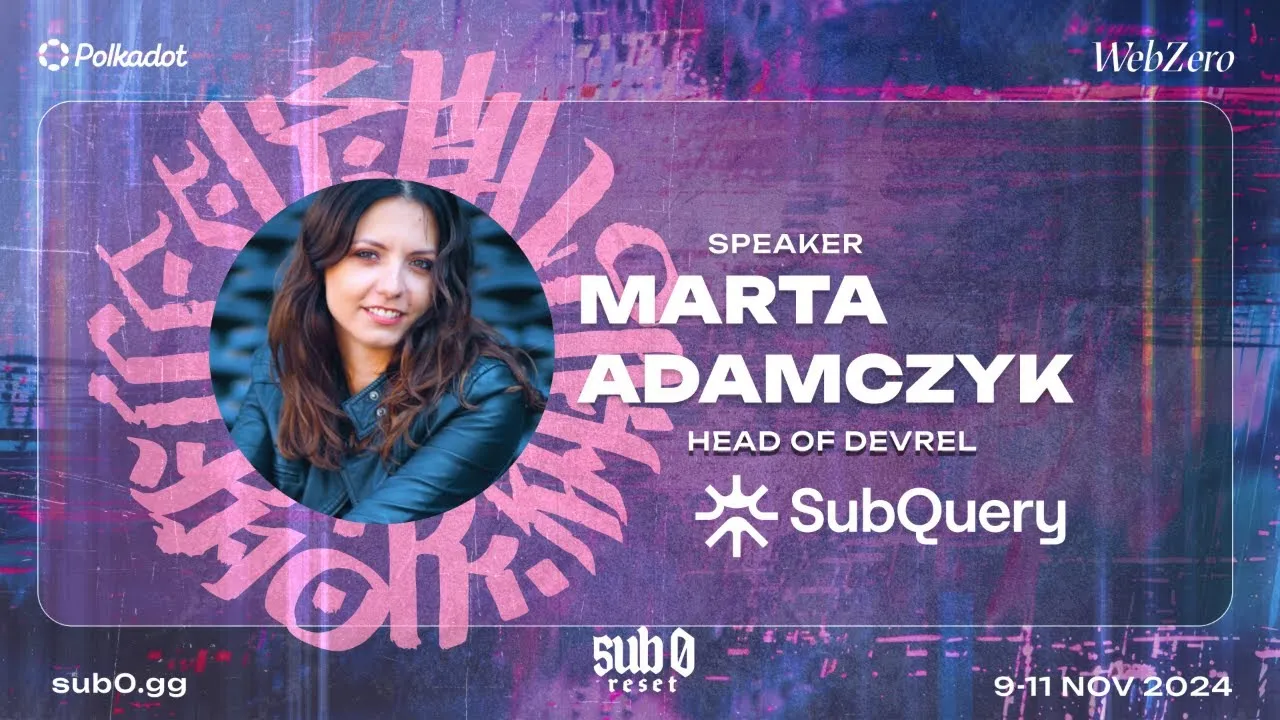 Polkadot
WebZero
SPEAKER
MARTA
ADAMCZYK
HEAD OF DEVREL
SubQuery
sub0
reset
sub0.gg
9-11 NOV 2024